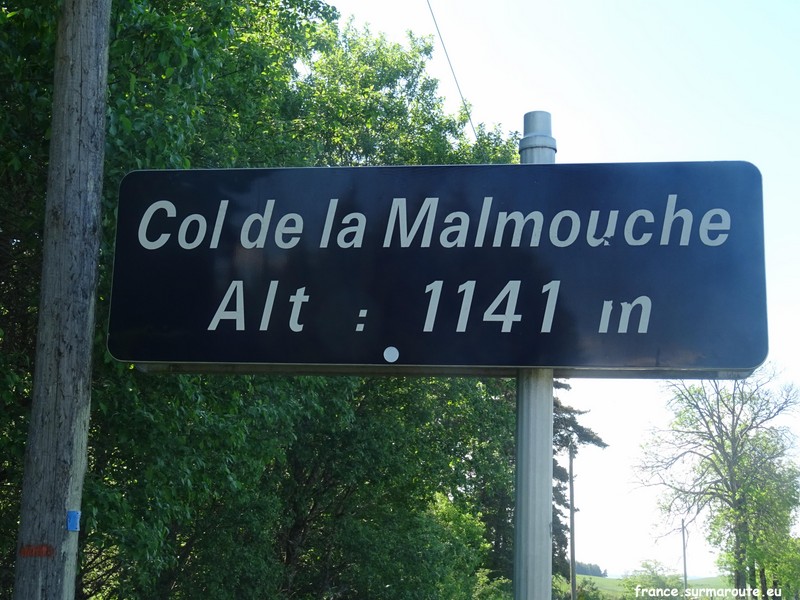 Col de la Malmouche
Alt : 1141 m
france.syrmaroute.eu